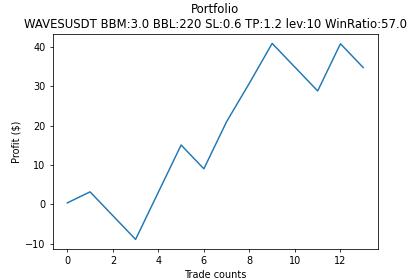 Portfolio
WAVESUSDT BBM:3.0 BBL:220 SL:0.6 TP:1.2 lev:10 WinRatio:57.0
40
30
20
10
0
−10
Profit ($)
0 2 4 6 8 10 12
Trade counts